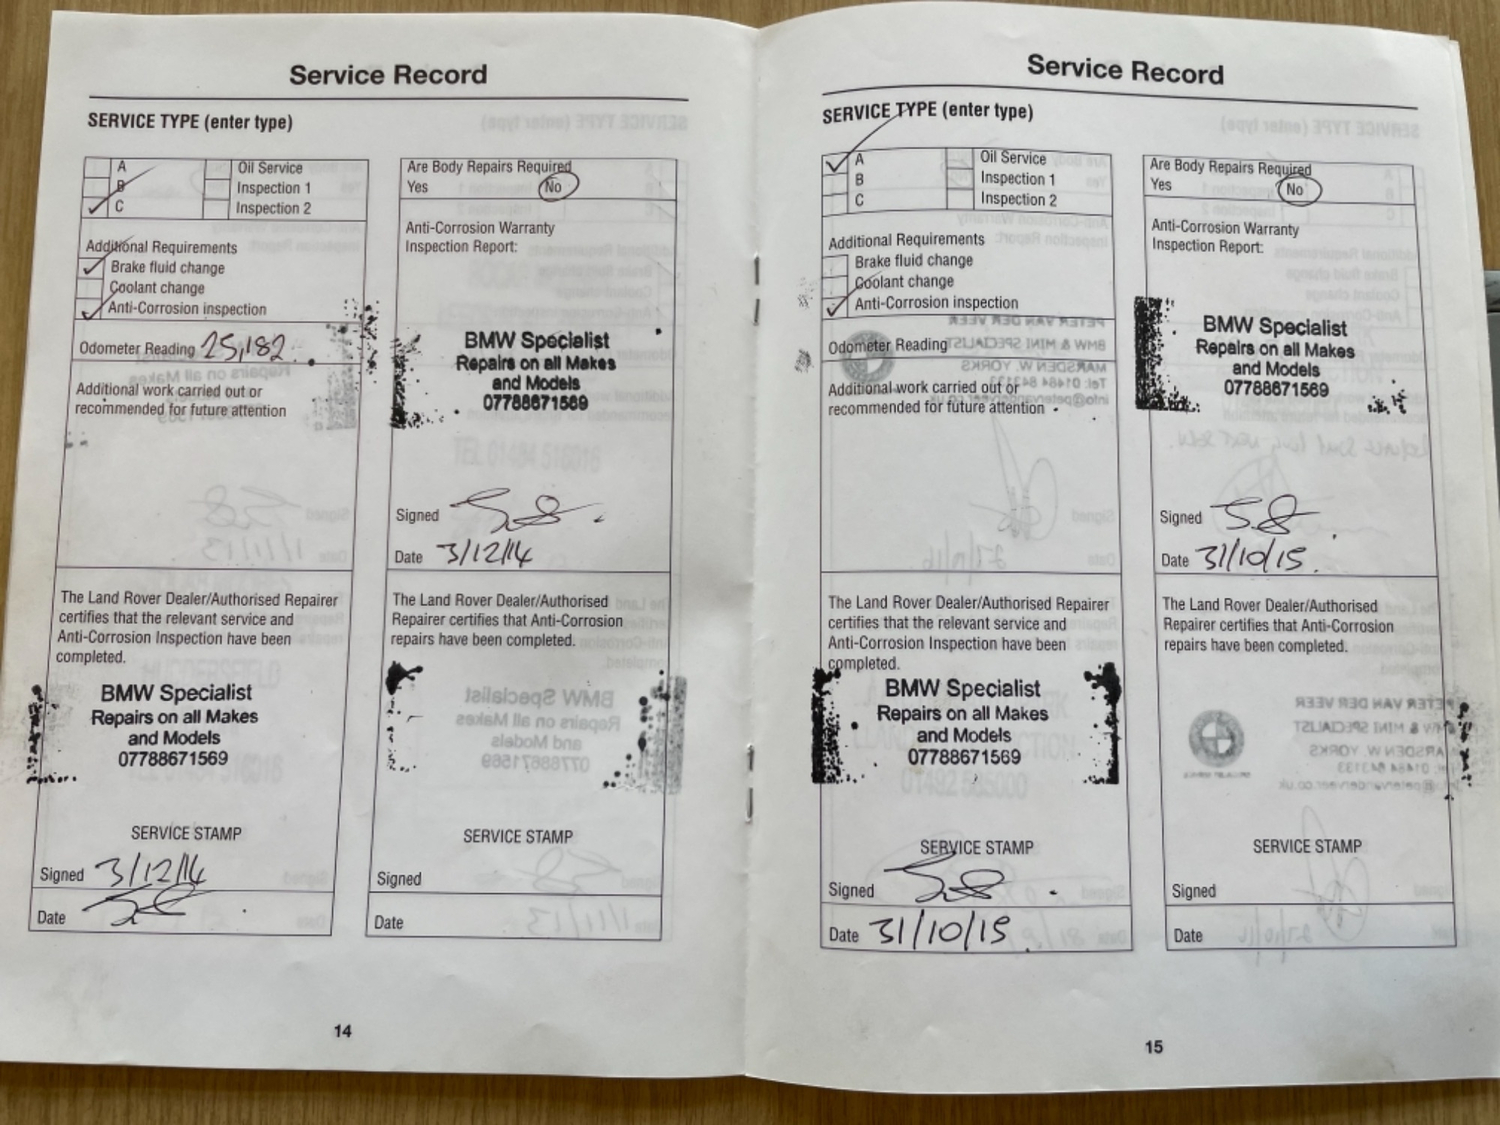 Service Record
SERVICE TYPE (enter type)
A
B
C
Oil Service
Inspection 1
Inspection 2
Additional Requirements
Brake fluid change
Coolant change
Anti-Corrosion inspection
Odometer Reading 25,182
Additional work carried out or
recommended for future attention
The Land Rover Dealer/Authorised Repairer
certifies that the relevant service and
Anti-Corrosion Inspection have been
completed.
BMW Specialist
Repairs on all Makes
and Models
07788671569
SERVICE STAMP
Signed 3/12/14
Date
Are Body Repairs Required
Yes No
Anti-Corrosion Warranty
Inspection Report:
BMW Specialist
Repairs on all Makes
and Models
07788671569
Signed
Date 3/12/14
The Land Rover Dealer/Authorised
Repairer certifies that Anti-Corrosion
repairs have been completed.
SERVICE STAMP
Signed
Date
14
Service Record
SERVICE TYPE (enter type)
A
B
C
Oil Service
Inspection 1
Inspection 2
Additional Requirements
Brake fluid change
Coolant change
Anti-Corrosion inspection
Odometer Reading
Additional work carried out or
recommended for future attention
The Land Rover Dealer/Authorised Repairer
certifies that the relevant service and
Anti-Corrosion Inspection have been
completed.
BMW Specialist
Repairs on all Makes
and Models
07788671569
SERVICE STAMP
Signed
Date 31/10/15
Are Body Repairs Required
Yes No
Anti-Corrosion Warranty
Inspection Report:
BMW Specialist
Repairs on all Makes
and Models
07788671569
Signed
Date 31/10/15.
The Land Rover Dealer/Authorised
Repairer certifies that Anti-Corrosion
repairs have been completed.
SERVICE STAMP
Signed
Date
15